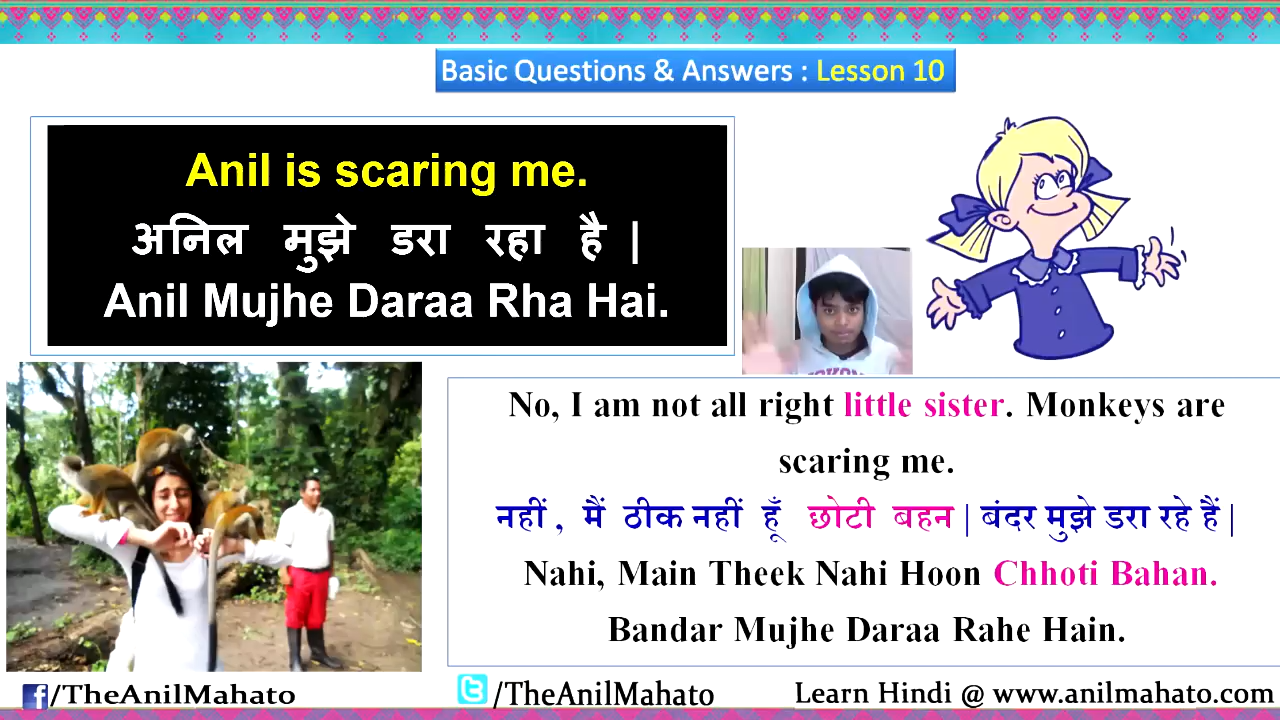 Basic Questions & Answers : Lesson 10
Anil is scaring me.
अनिल मुझे डरा रहा है |
Anil Mujhe Daraa Rha Hai.
No, I am not all right little sister. Monkeys are
scaring me.
नहीं , मैं ठीक नहीं हूँ छोटी बहन | बंदर मुझे डरा रहे हैं |
Nahi, Main Theek Nahi Hoon Chhoti Bahan.
Bandar Mujhe Daraa Rahe Hain.
/TheAnilMahato
/TheAnilMahato
Learn Hindi @ www.anilmahato.com